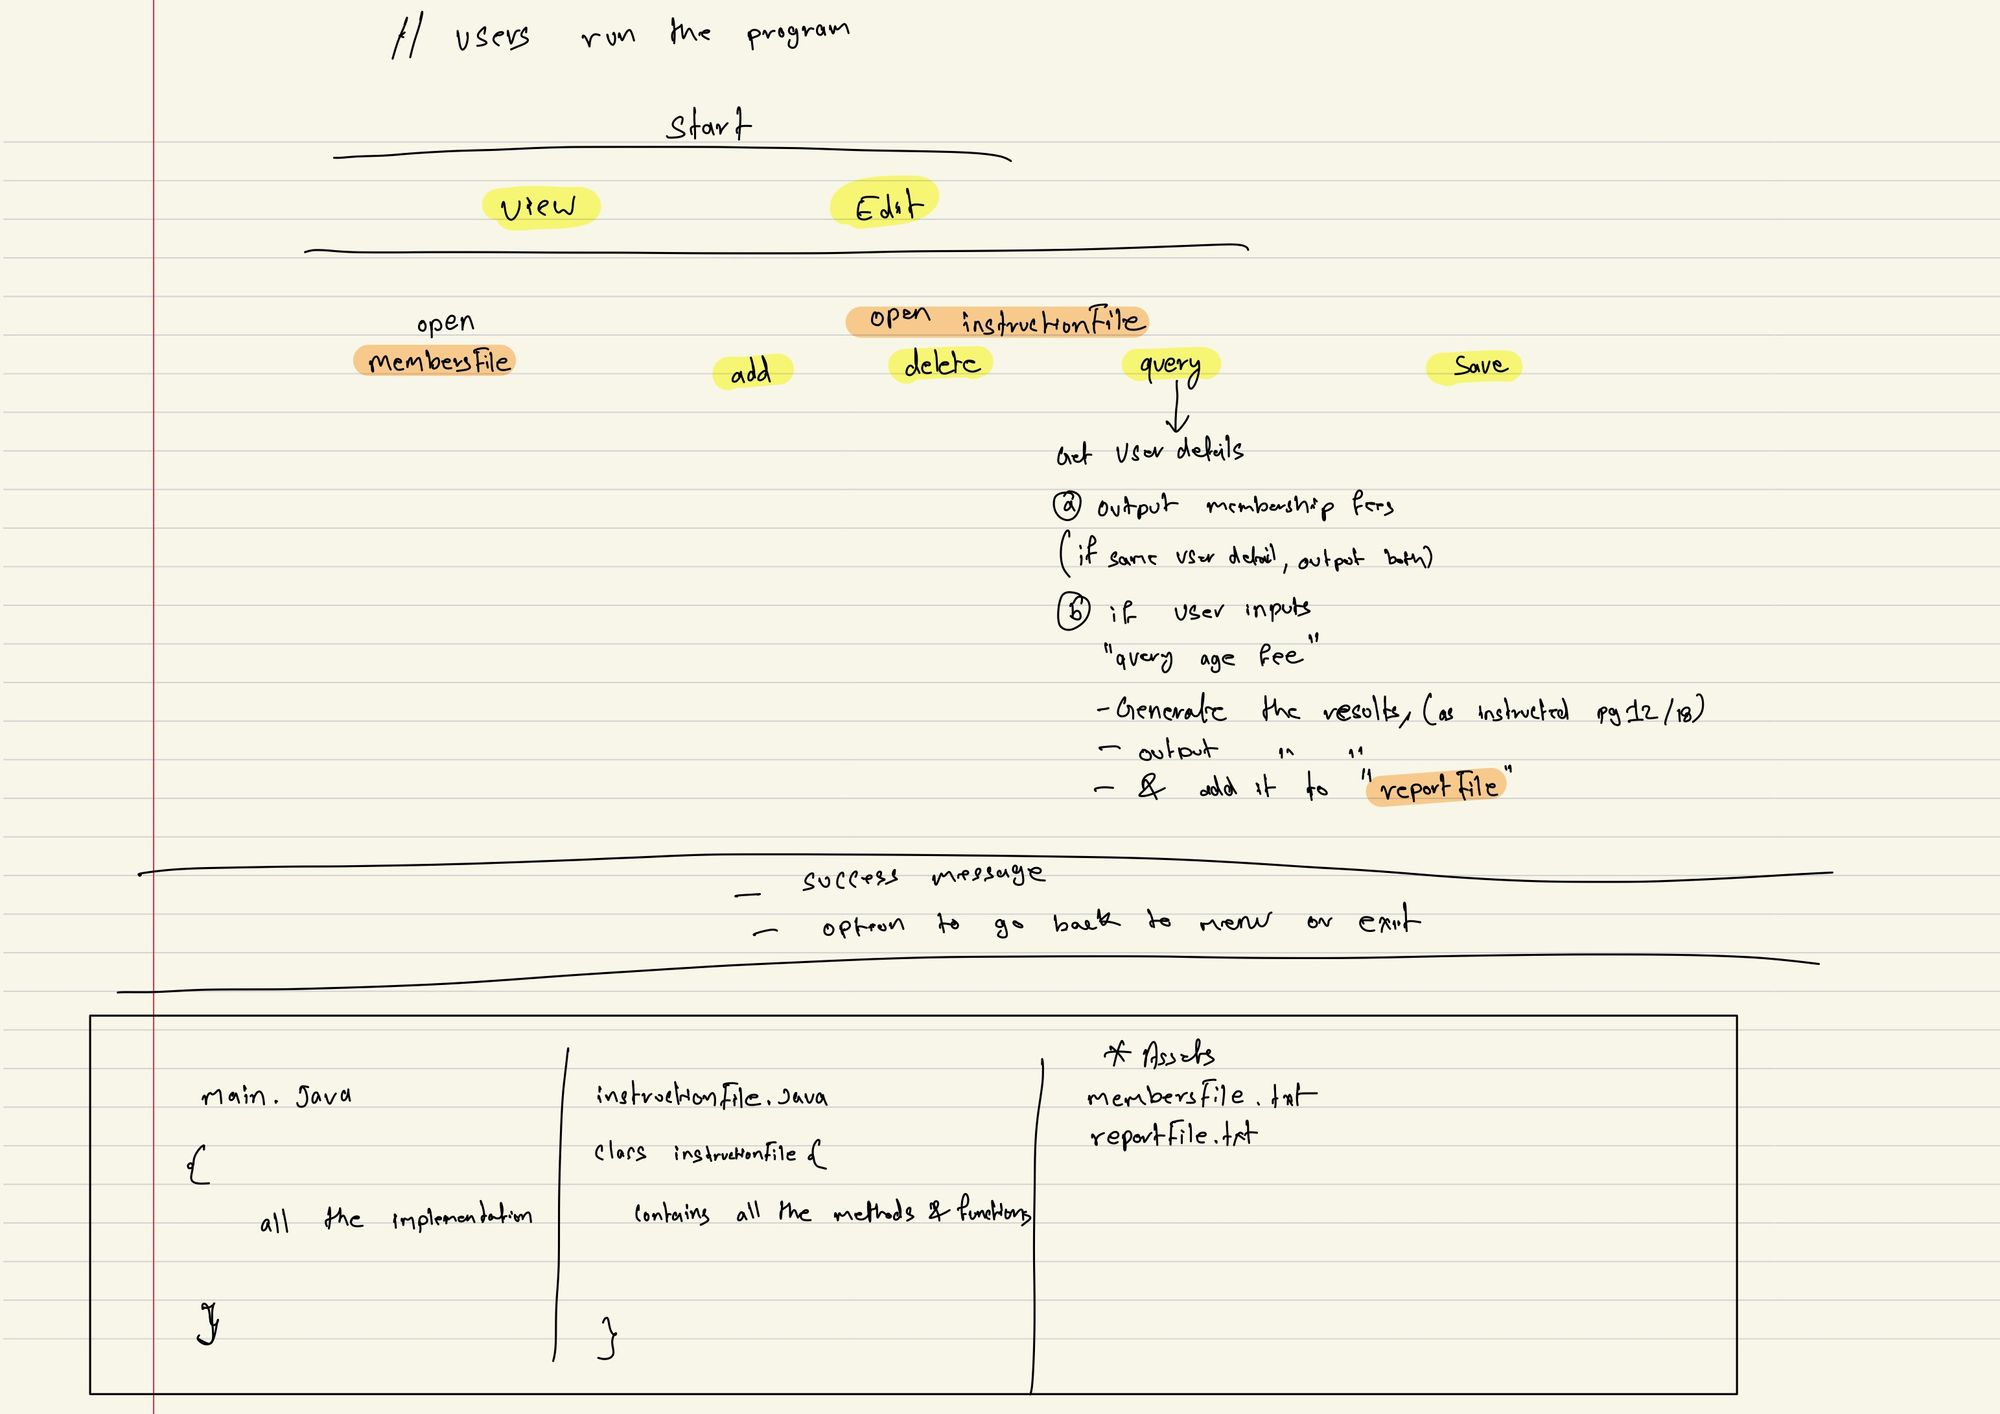 // users run the program
Start
View Edit
open open instructionFile
membersFile add delete query Save
Get user details
ⓐ output membership fees
(if same user detail, output both)
ⓑ if user inputs
"query age fee"
- Generate the results, (as instructed pg 12/18)
- output " "
- & add it to "reportFile"
- success message
- option to go back to menu or exit
main.Java
{
all the implementation
}
instructionFile.Java
class instructionFile {
contains all the methods & functions
}
* Assets
membersFile.txt
reportFile.txt